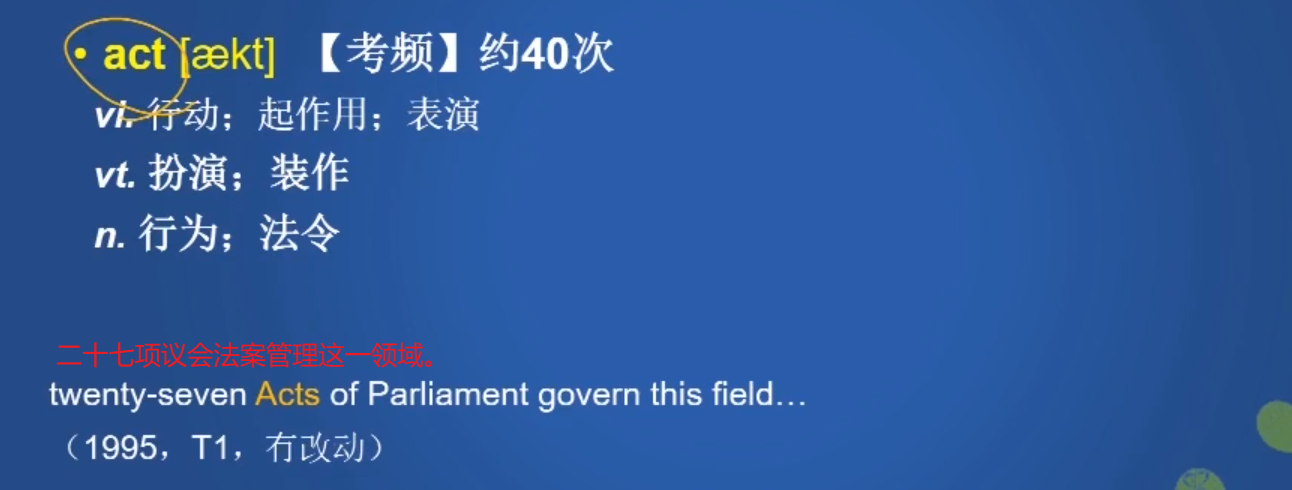 • act [ækt] 【考频】约40次
vi. 行动；起作用；表演
vt. 扮演；装作
n. 行为；法令
二十七项议会法案管理这一领域。
twenty-seven Acts of Parliament govern this field…
（1995，T1，有改动）